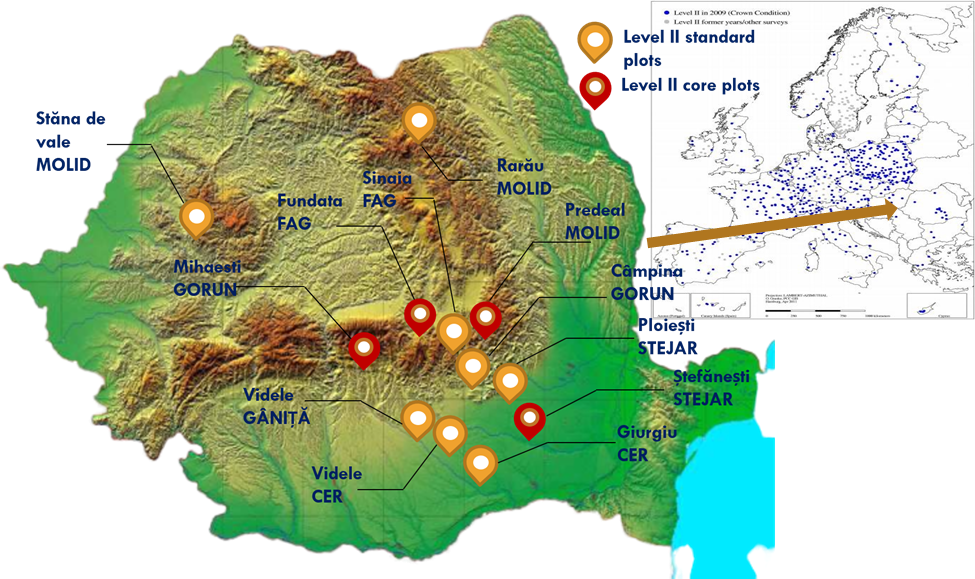 Level II in 2009 (Crown Condition)
Level II former years/other surveys
Level II standard
plots
Level II core plots
Stăna de
vale
MOLID
Rarău
MOLID
Sinaia
FAG
Fundata
FAG
Predeal
MOLID
Mihaesti
GORUN
Câmpina
GORUN
Ploiești
STEJAR
Ștefănești
STEJAR
Videle
GÂNIȚĂ
Giurgiu
CER
Videle
CER